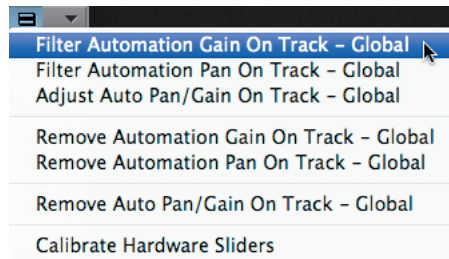 Filter Automation Gain On Track – Global
Filter Automation Pan On Track – Global
Adjust Auto Pan/Gain On Track – Global
Remove Automation Gain On Track – Global
Remove Automation Pan On Track – Global
Remove Auto Pan/Gain On Track – Global
Calibrate Hardware Sliders